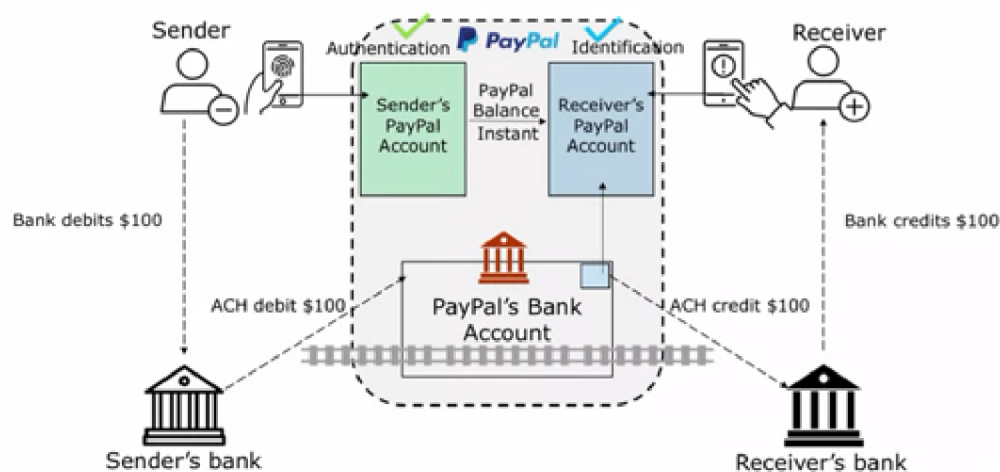 Sender
Receiver
Authentication
PayPal
Identification
Sender's
PayPal
Account
PayPal
Balance
Instant
Receiver's
PayPal
Account
Bank debits $100
Bank credits $100
ACH debit $100
PayPal's Bank
Account
ACH credit $100
Sender's bank
Receiver's bank